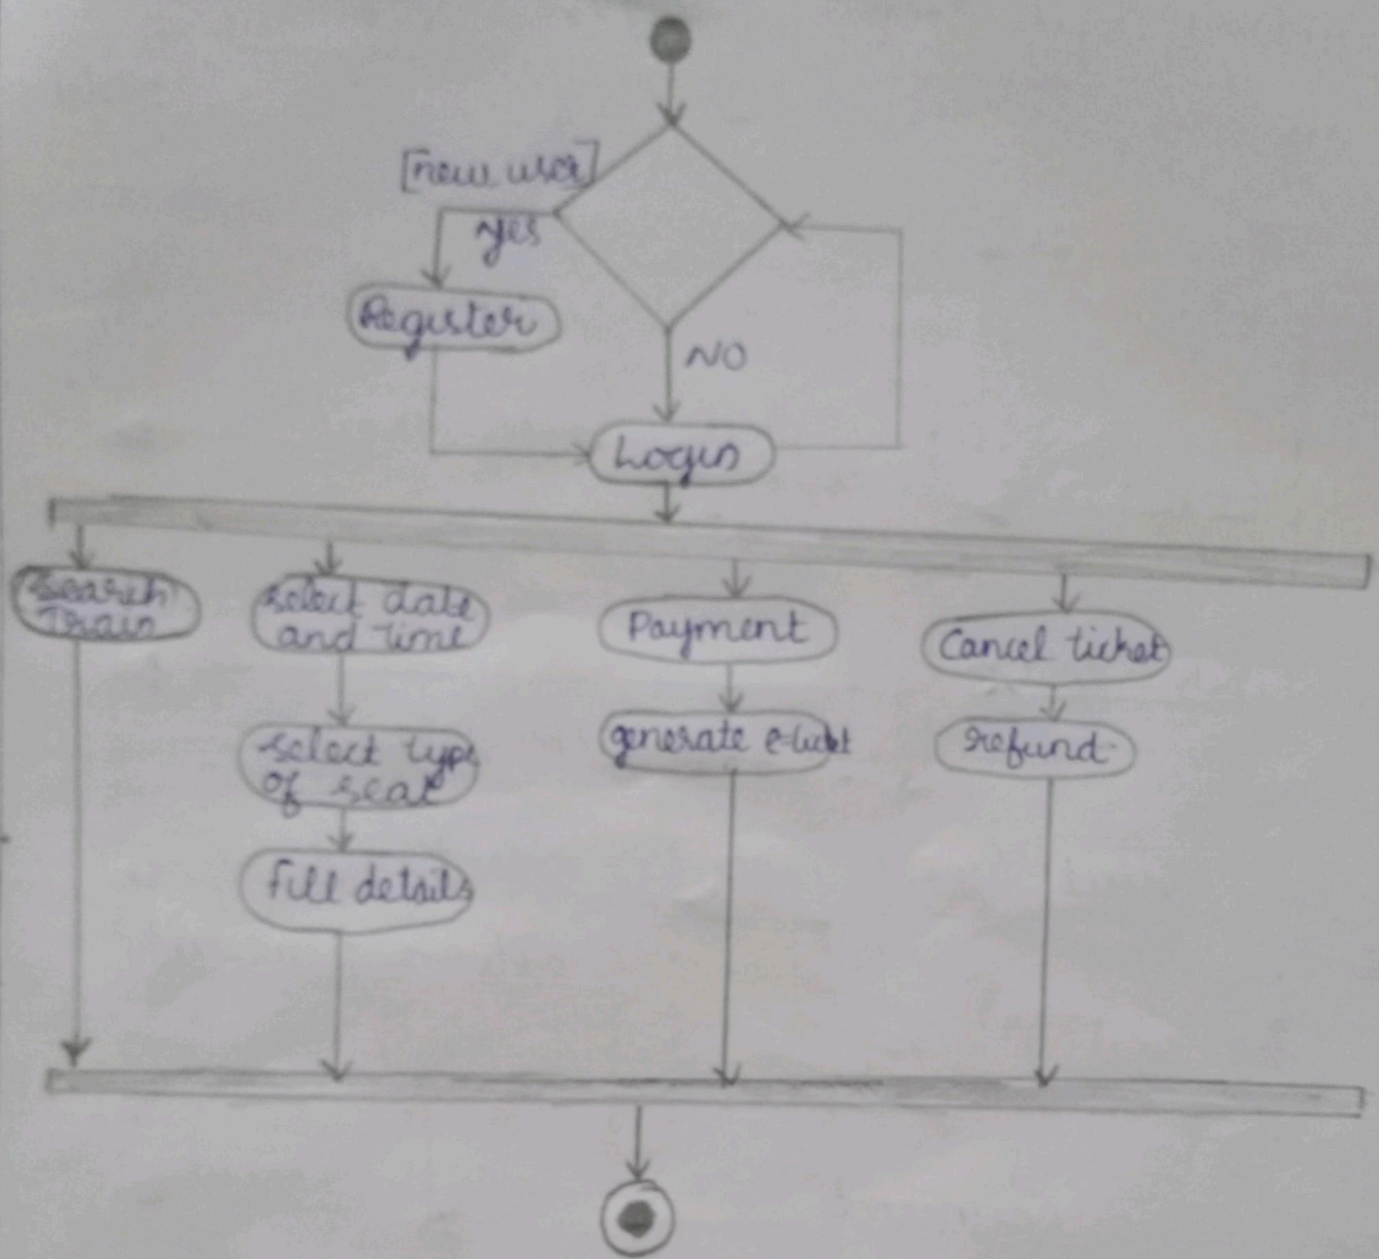 [new user]
Yes
Register
NO
Login
Search
Train
select date
and time
Payment
Cancel ticket
select type
of seat
generate e-ticket
refund
fill details